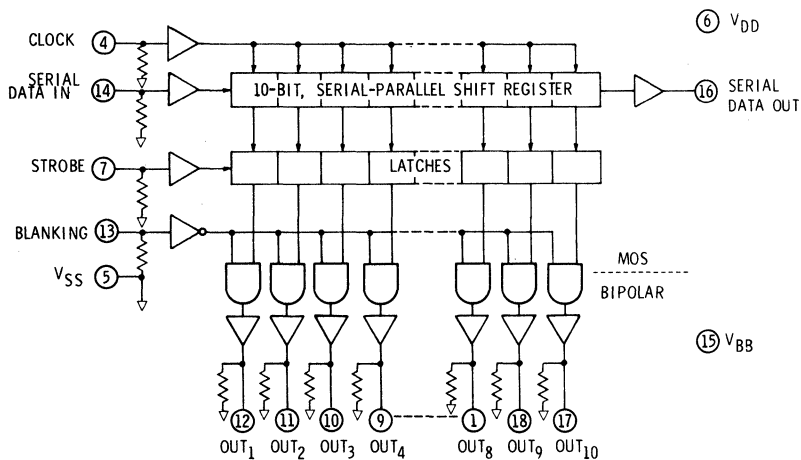 CLOCK 4
6 VDD
SERIAL
DATA IN 14
10-BIT, SERIAL-PARALLEL SHIFT REGISTER
16 SERIAL
DATA OUT
STROBE 7
LATCHES
BLANKING 13
VSS 5
MOS
BIPOLAR
15 VBB
12 11 10 9 1 18 17
OUT1 OUT2 OUT3 OUT4 OUT8 OUT9 OUT10